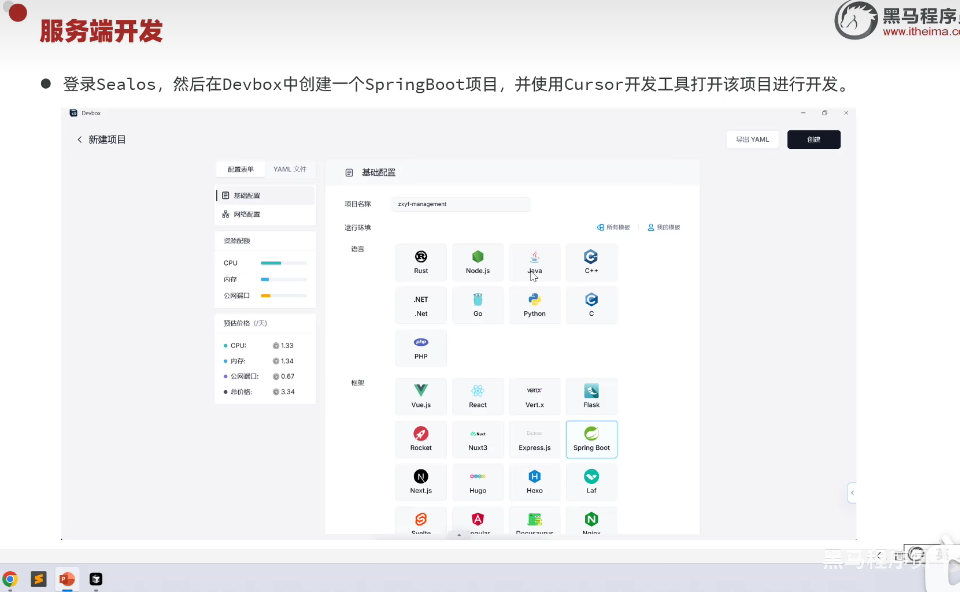 服务端开发
黑马程序员
www.itheima.co
● 登录Sealos，然后在Devbox中创建一个SpringBoot项目，并使用Cursor开发工具打开该项目进行开发。
Devbox
新建项目
导出 YAML
创建
配置表单
YAML 文件
基础配置
网络配置
资源配额
CPU
内存
公网端口
预估价格 (/天)
CPU:
1.33
内存:
1.34
公网端口:
0.67
总价格:
3.34
基础配置
项目名称
zxyf-management
运行环境
所有模板
我的模板
语言
Rust
Node.js
Java
C++
.NET
.Net
Go
Python
C
php
PHP
框架
Vue.js
React
VERT.X
Vert.x
Flask
Rocket
Nuxt
Nuxt3
Express.js
Spring Boot
Next.js
Hugo
Hexo
Laf
Svelte
Angular
Docusaurus
Nginx